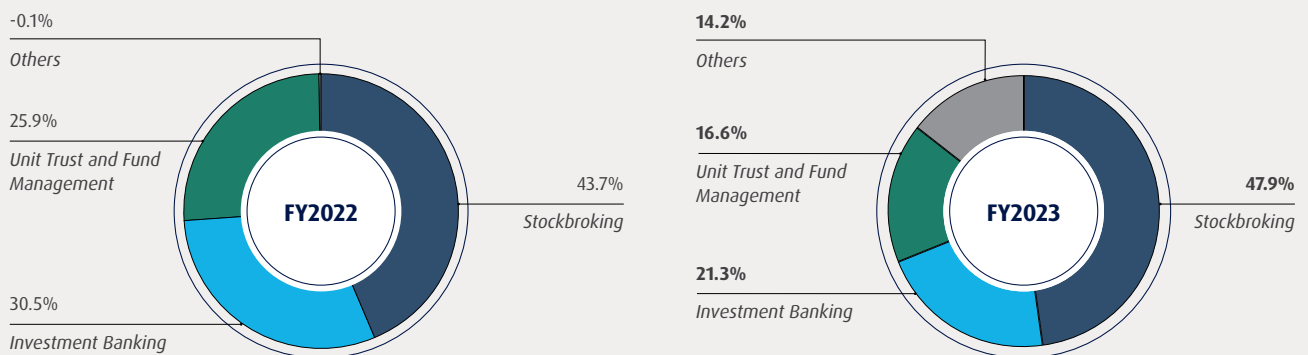 -0.1%
Others
25.9%
Unit Trust and Fund
Management
30.5%
Investment Banking
FY2022
43.7%
Stockbroking
14.2%
Others
16.6%
Unit Trust and Fund
Management
21.3%
Investment Banking
FY2023
47.9%
Stockbroking